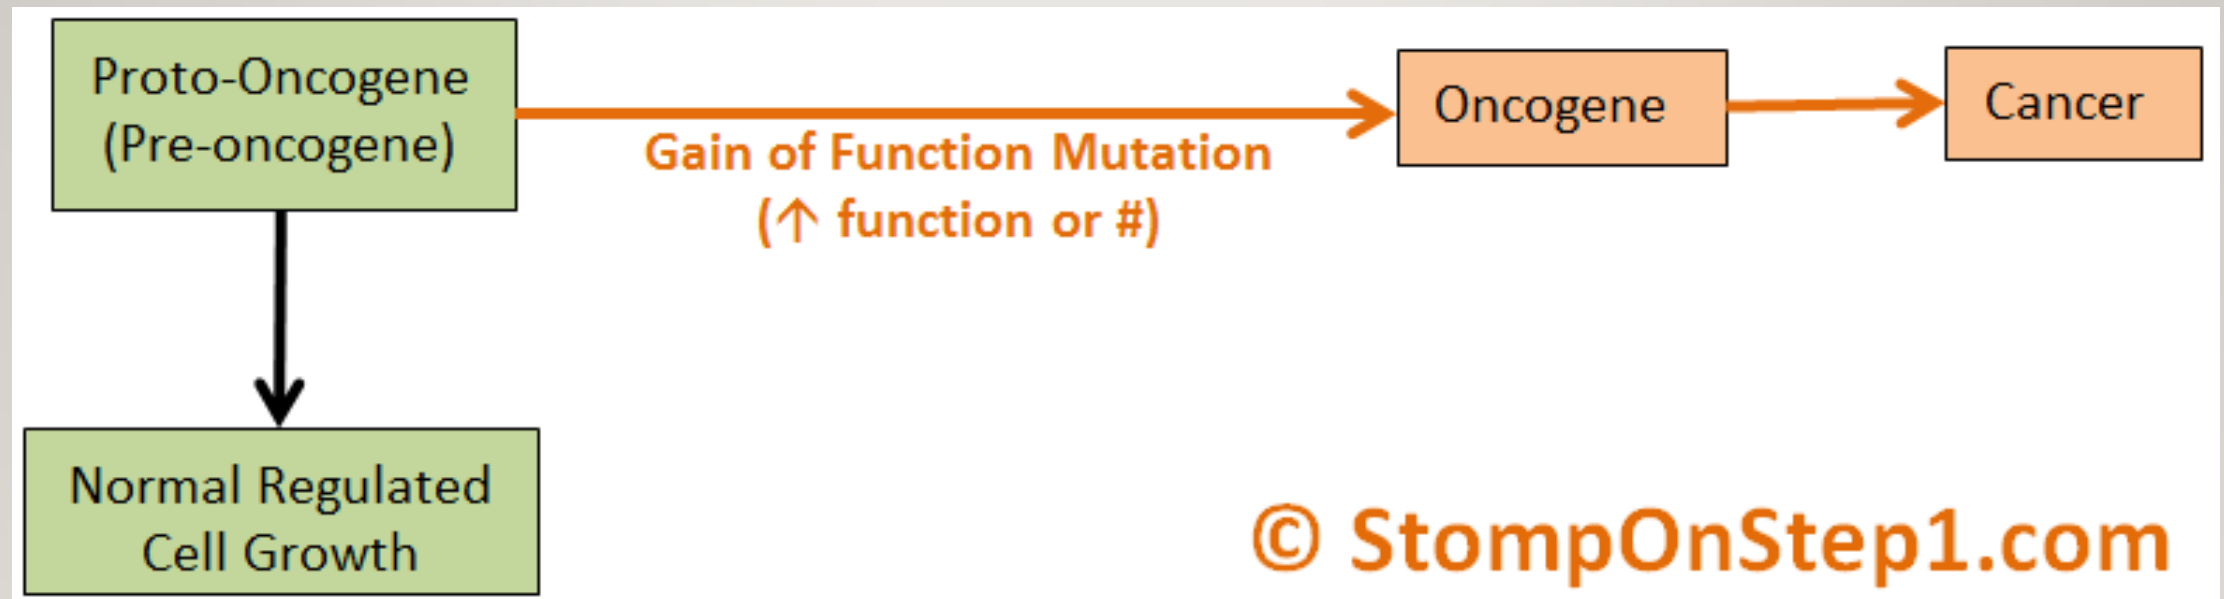 Proto-Oncogene
(Pre-oncogene)
Gain of Function Mutation
(↑ function or #)
Oncogene
Cancer
Normal Regulated
Cell Growth
© StompOnStep1.com